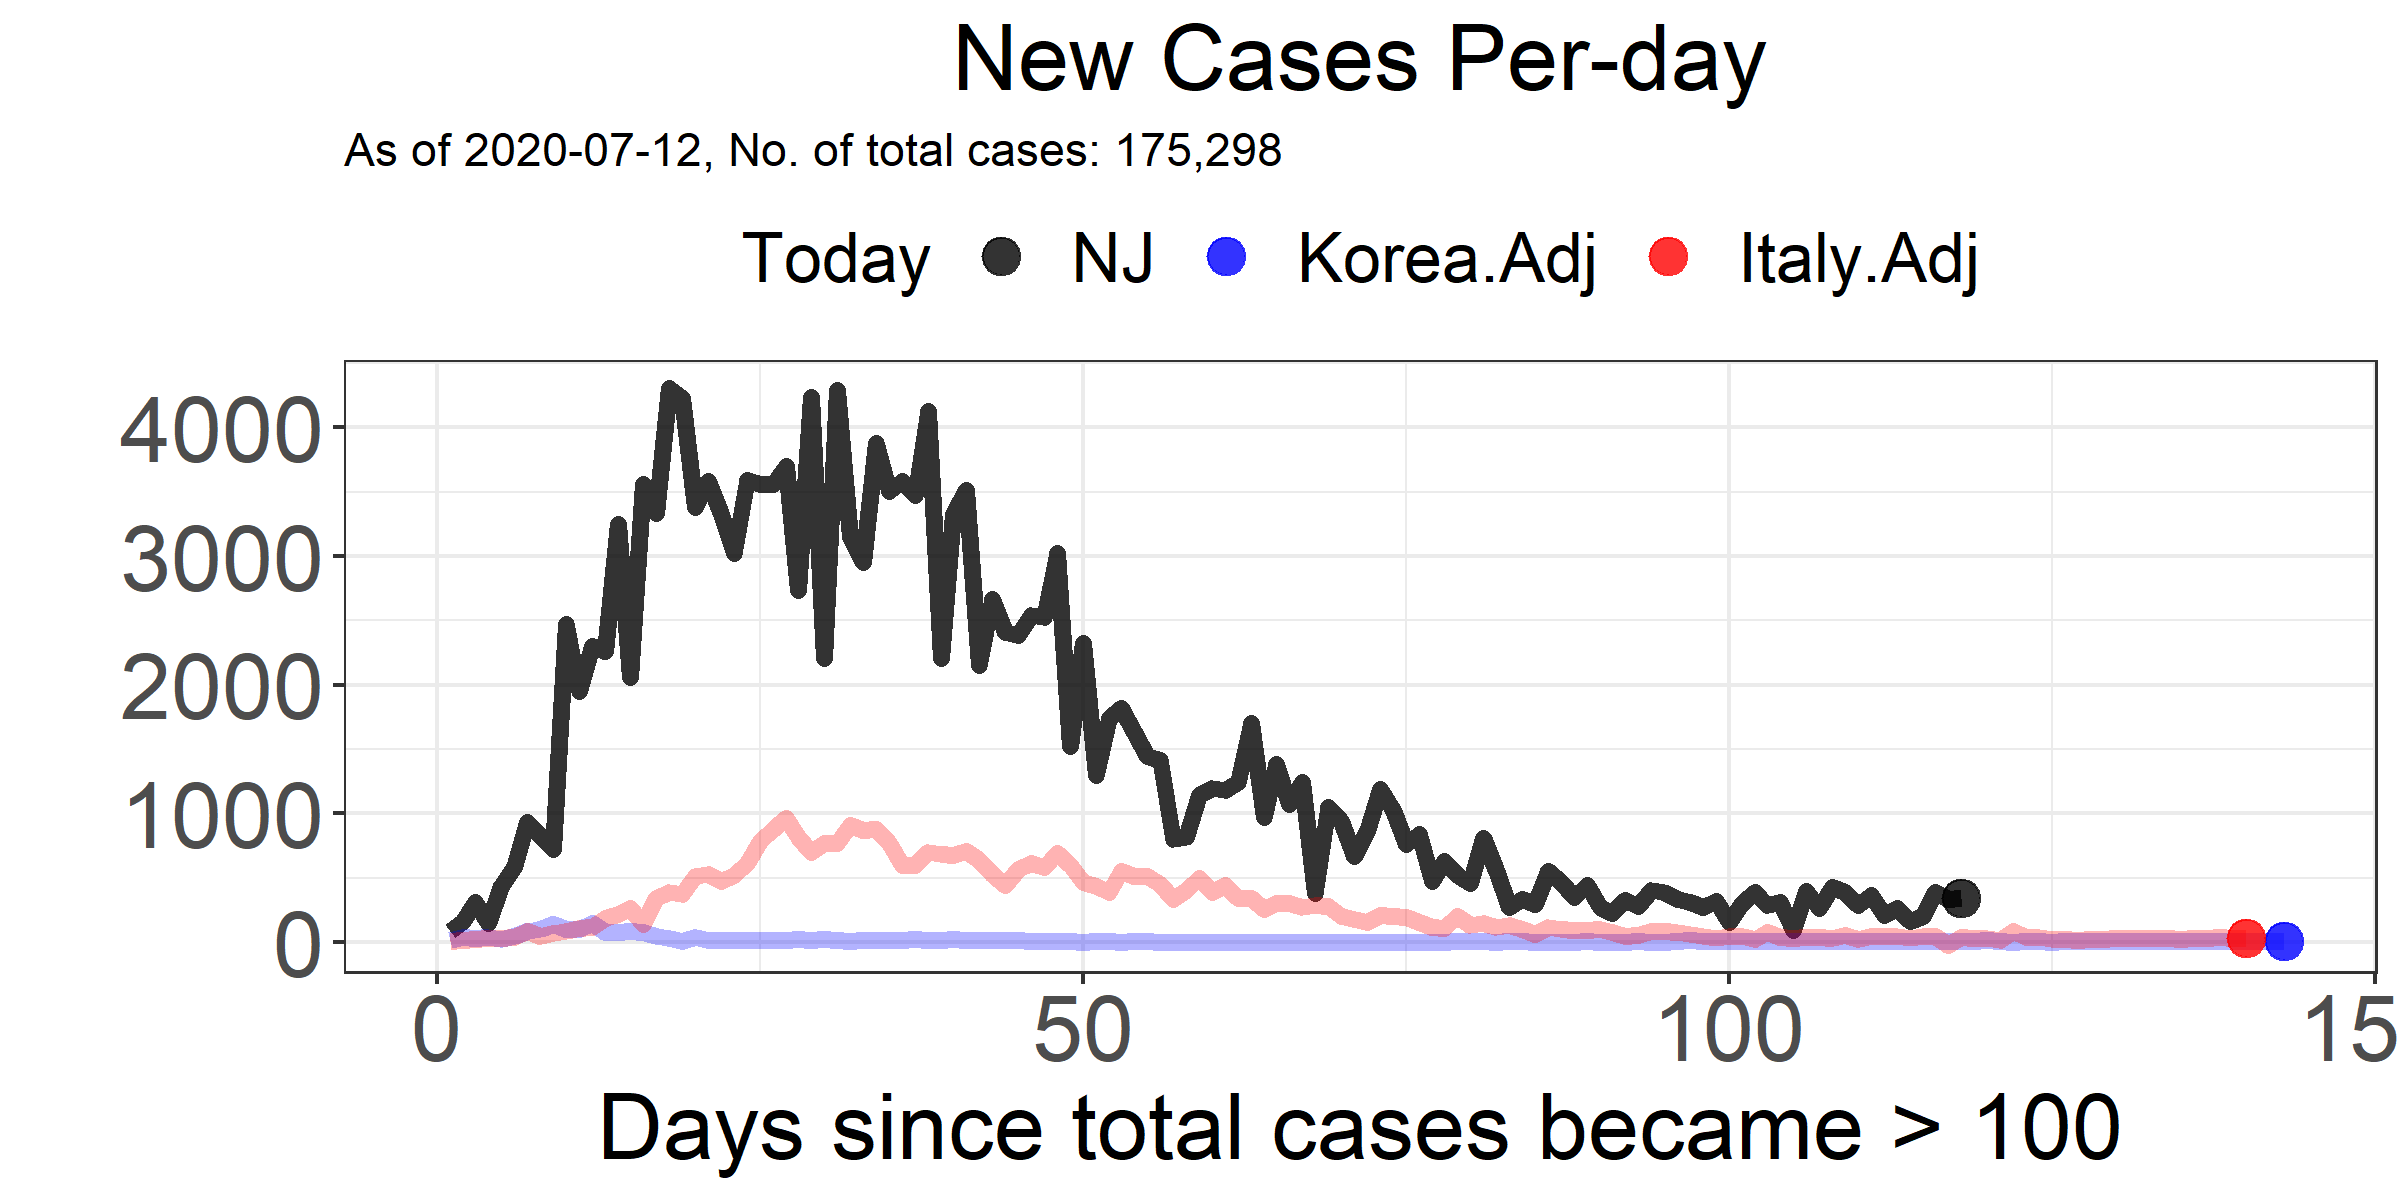 New Cases Per-day
As of 2020-07-12, No. of total cases: 175,298
Today NJ Korea.Adj Italy.Adj
4000
3000
2000
1000
0
0 50 100 15
Days since total cases became > 100